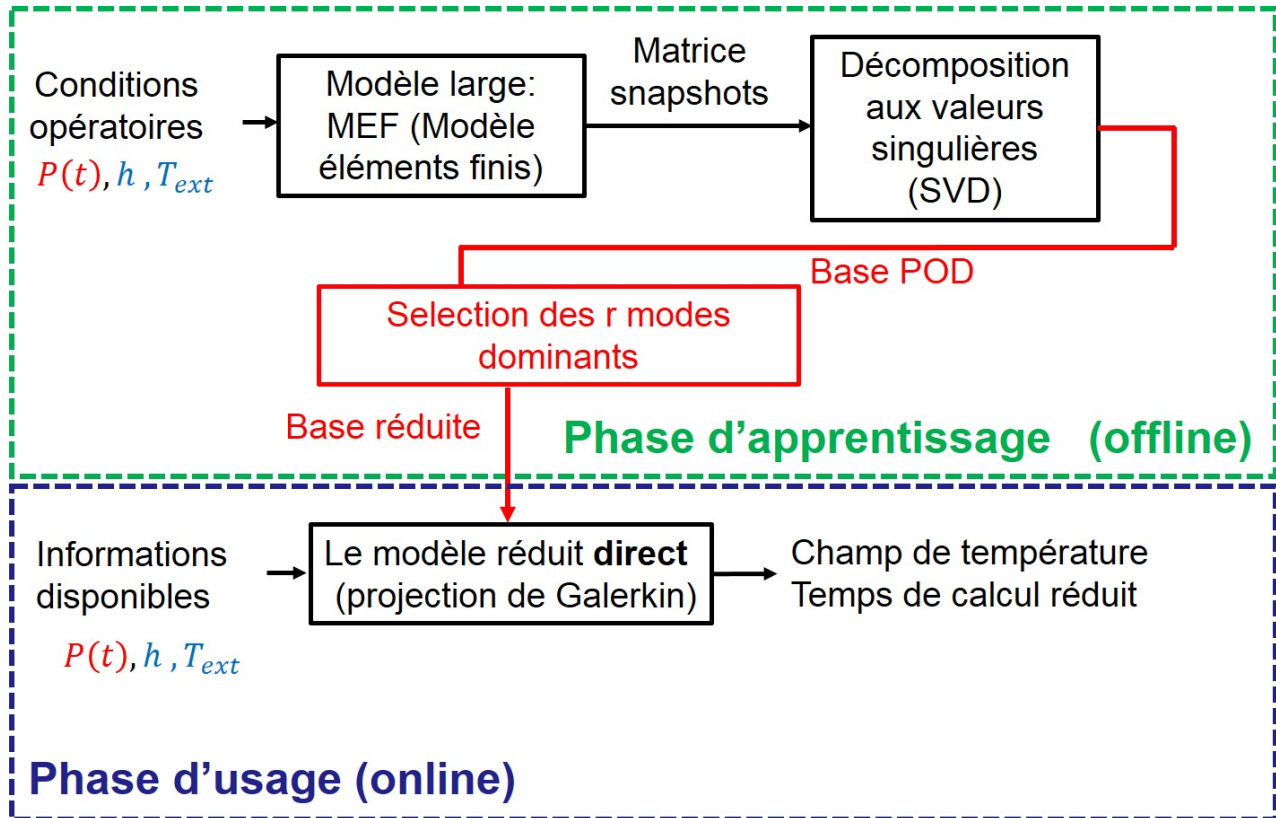 Conditions
opératoires
P(t), h , T_ext
Modèle large:
MEF (Modèle
éléments finis)
Matrice
snapshots
Décomposition
aux valeurs
singulières
(SVD)
Base POD
Selection des r modes
dominants
Base réduite
Phase d’apprentissage (offline)
Informations
disponibles
P(t), h , T_ext
Le modèle réduit direct
(projection de Galerkin)
Champ de température
Temps de calcul réduit
Phase d’usage (online)